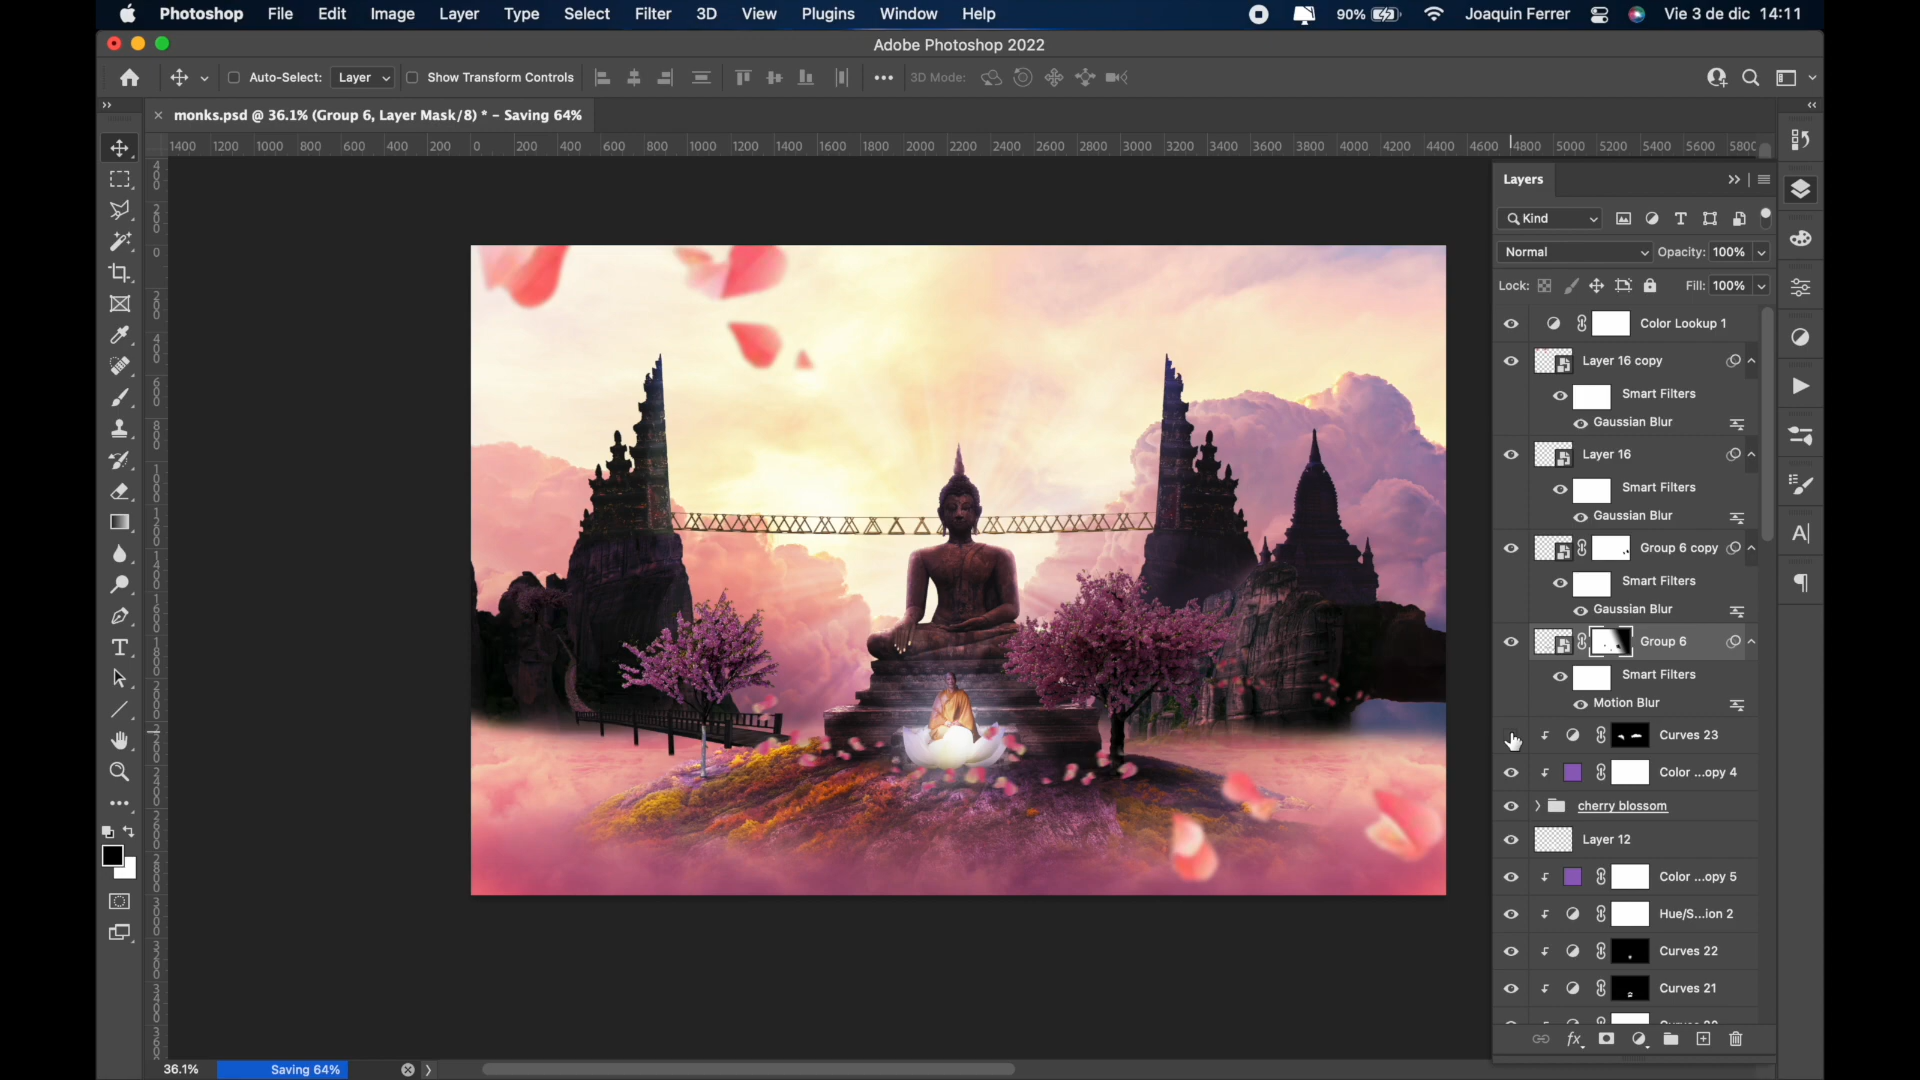 Photoshop File Edit Image Layer Type Select Filter 3D View Plugins Window Help 90% Joaquin Ferrer Vie 3 de dic 14:11
Adobe Photoshop 2022
Auto-Select: Layer Show Transform Controls 3D Mode:
monks.psd @ 36.1% (Group 6, Layer Mask/8) * - Saving 64%
1400 1200 1000 800 600 400 200 0 200 400 600 800 1000 1200 1400 1600 1800 2000 2200 2400 2600 2800 3000 3200 3400 3600 3800 4000 4200 4400 4600 4800 5000 5200 5400 5600 580
Layers
Kind
Normal Opacity: 100%
Lock: Fill: 100%
Color Lookup 1
Layer 16 copy
Smart Filters
Gaussian Blur
Layer 16
Smart Filters
Gaussian Blur
Group 6 copy
Smart Filters
Gaussian Blur
Group 6
Smart Filters
Motion Blur
Curves 23
Color ...opy 4
cherry blossom
Layer 12
Color ...opy 5
Hue/S...ion 2
Curves 22
Curves 21
36.1% Saving 64%